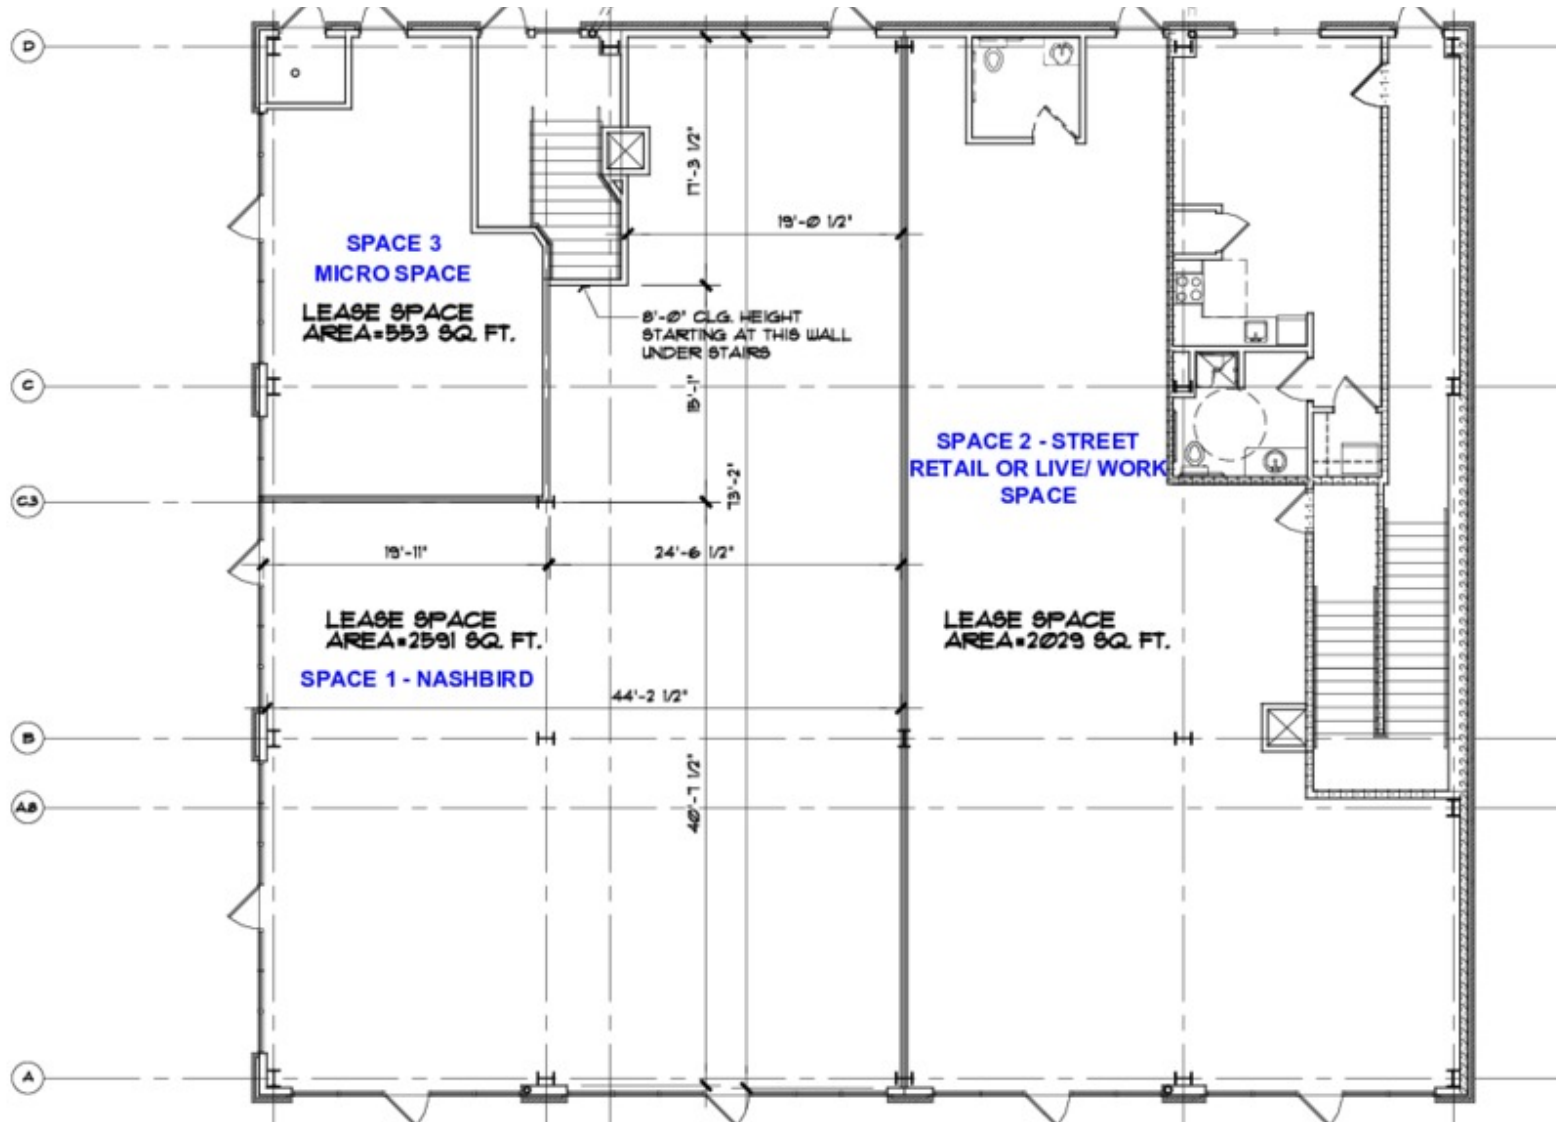 D
17'-3 1/2"
19'-0 1/2"
SPACE 3
MICRO SPACE
LEASE SPACE
AREA=553 SQ. FT.
8'-0" CLG. HEIGHT
STARTING AT THIS WALL
UNDER STAIRS
C
15'-1"
SPACE 2 - STREET
RETAIL OR LIVE/ WORK
SPACE
C.3
73'-2"
19'-11"
24'-6 1/2"
LEASE SPACE
AREA=2591 SQ. FT.
LEASE SPACE
AREA=2029 SQ. FT.
SPACE 1 - NASHBIRD
44'-2 1/2"
B
40'-7 1/2"
A.8
A